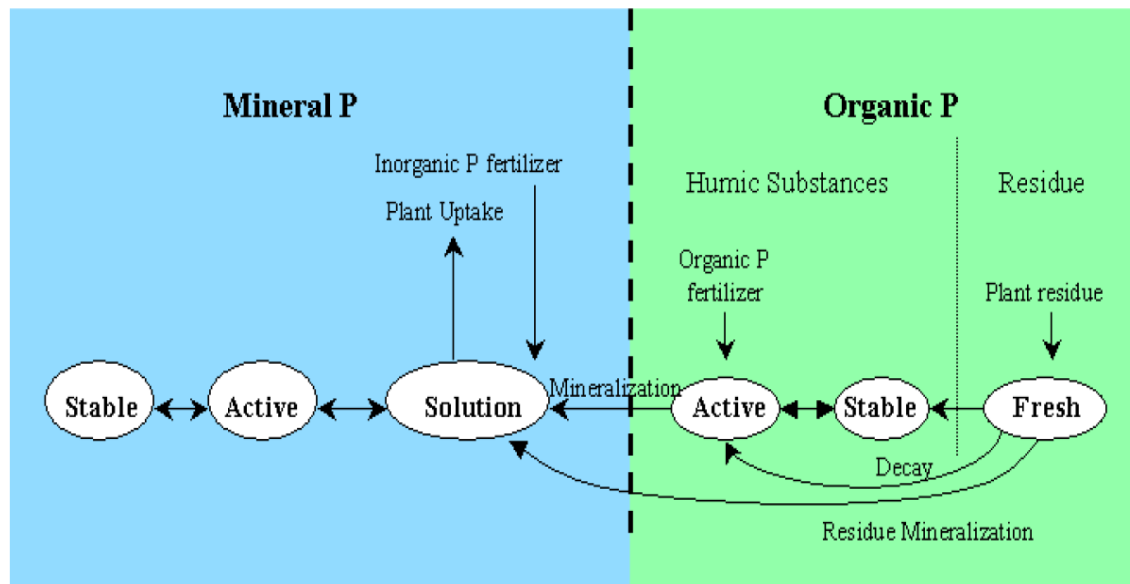 Mineral P
Organic P
Inorganic P fertilizer
Plant Uptake
Humic Substances
Residue
Organic P
fertilizer
Plant residue
Mineralization
Stable
Active
Solution
Active
Stable
Fresh
Decay
Residue Mineralization